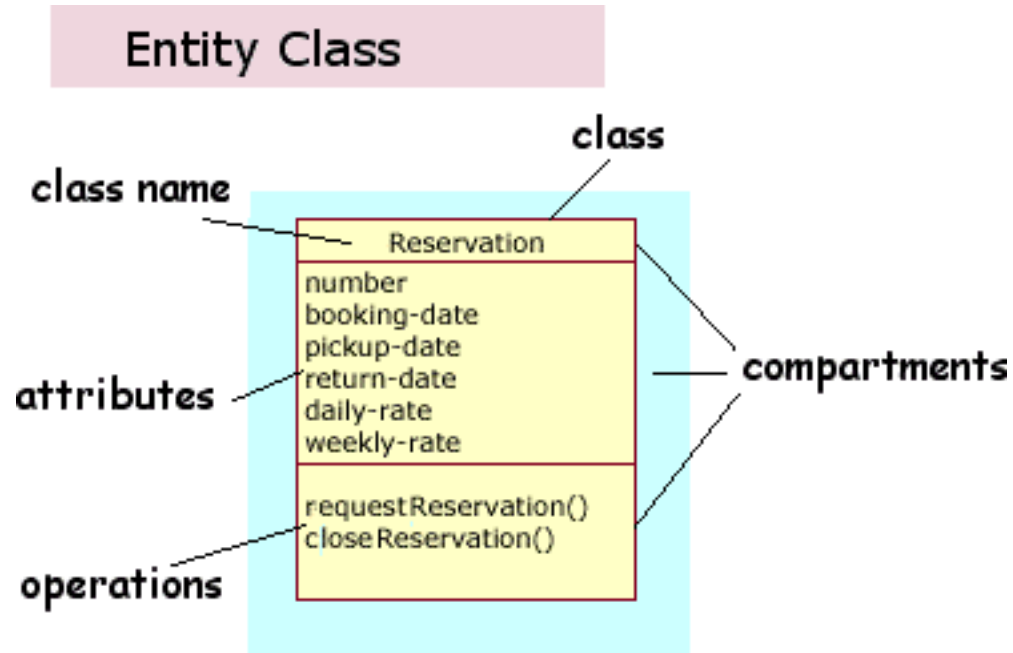 Entity Class
class
class name
Reservation
number
booking-date
pickup-date
return-date
daily-rate
weekly-rate
attributes
compartments
requestReservation()
closeReservation()
operations